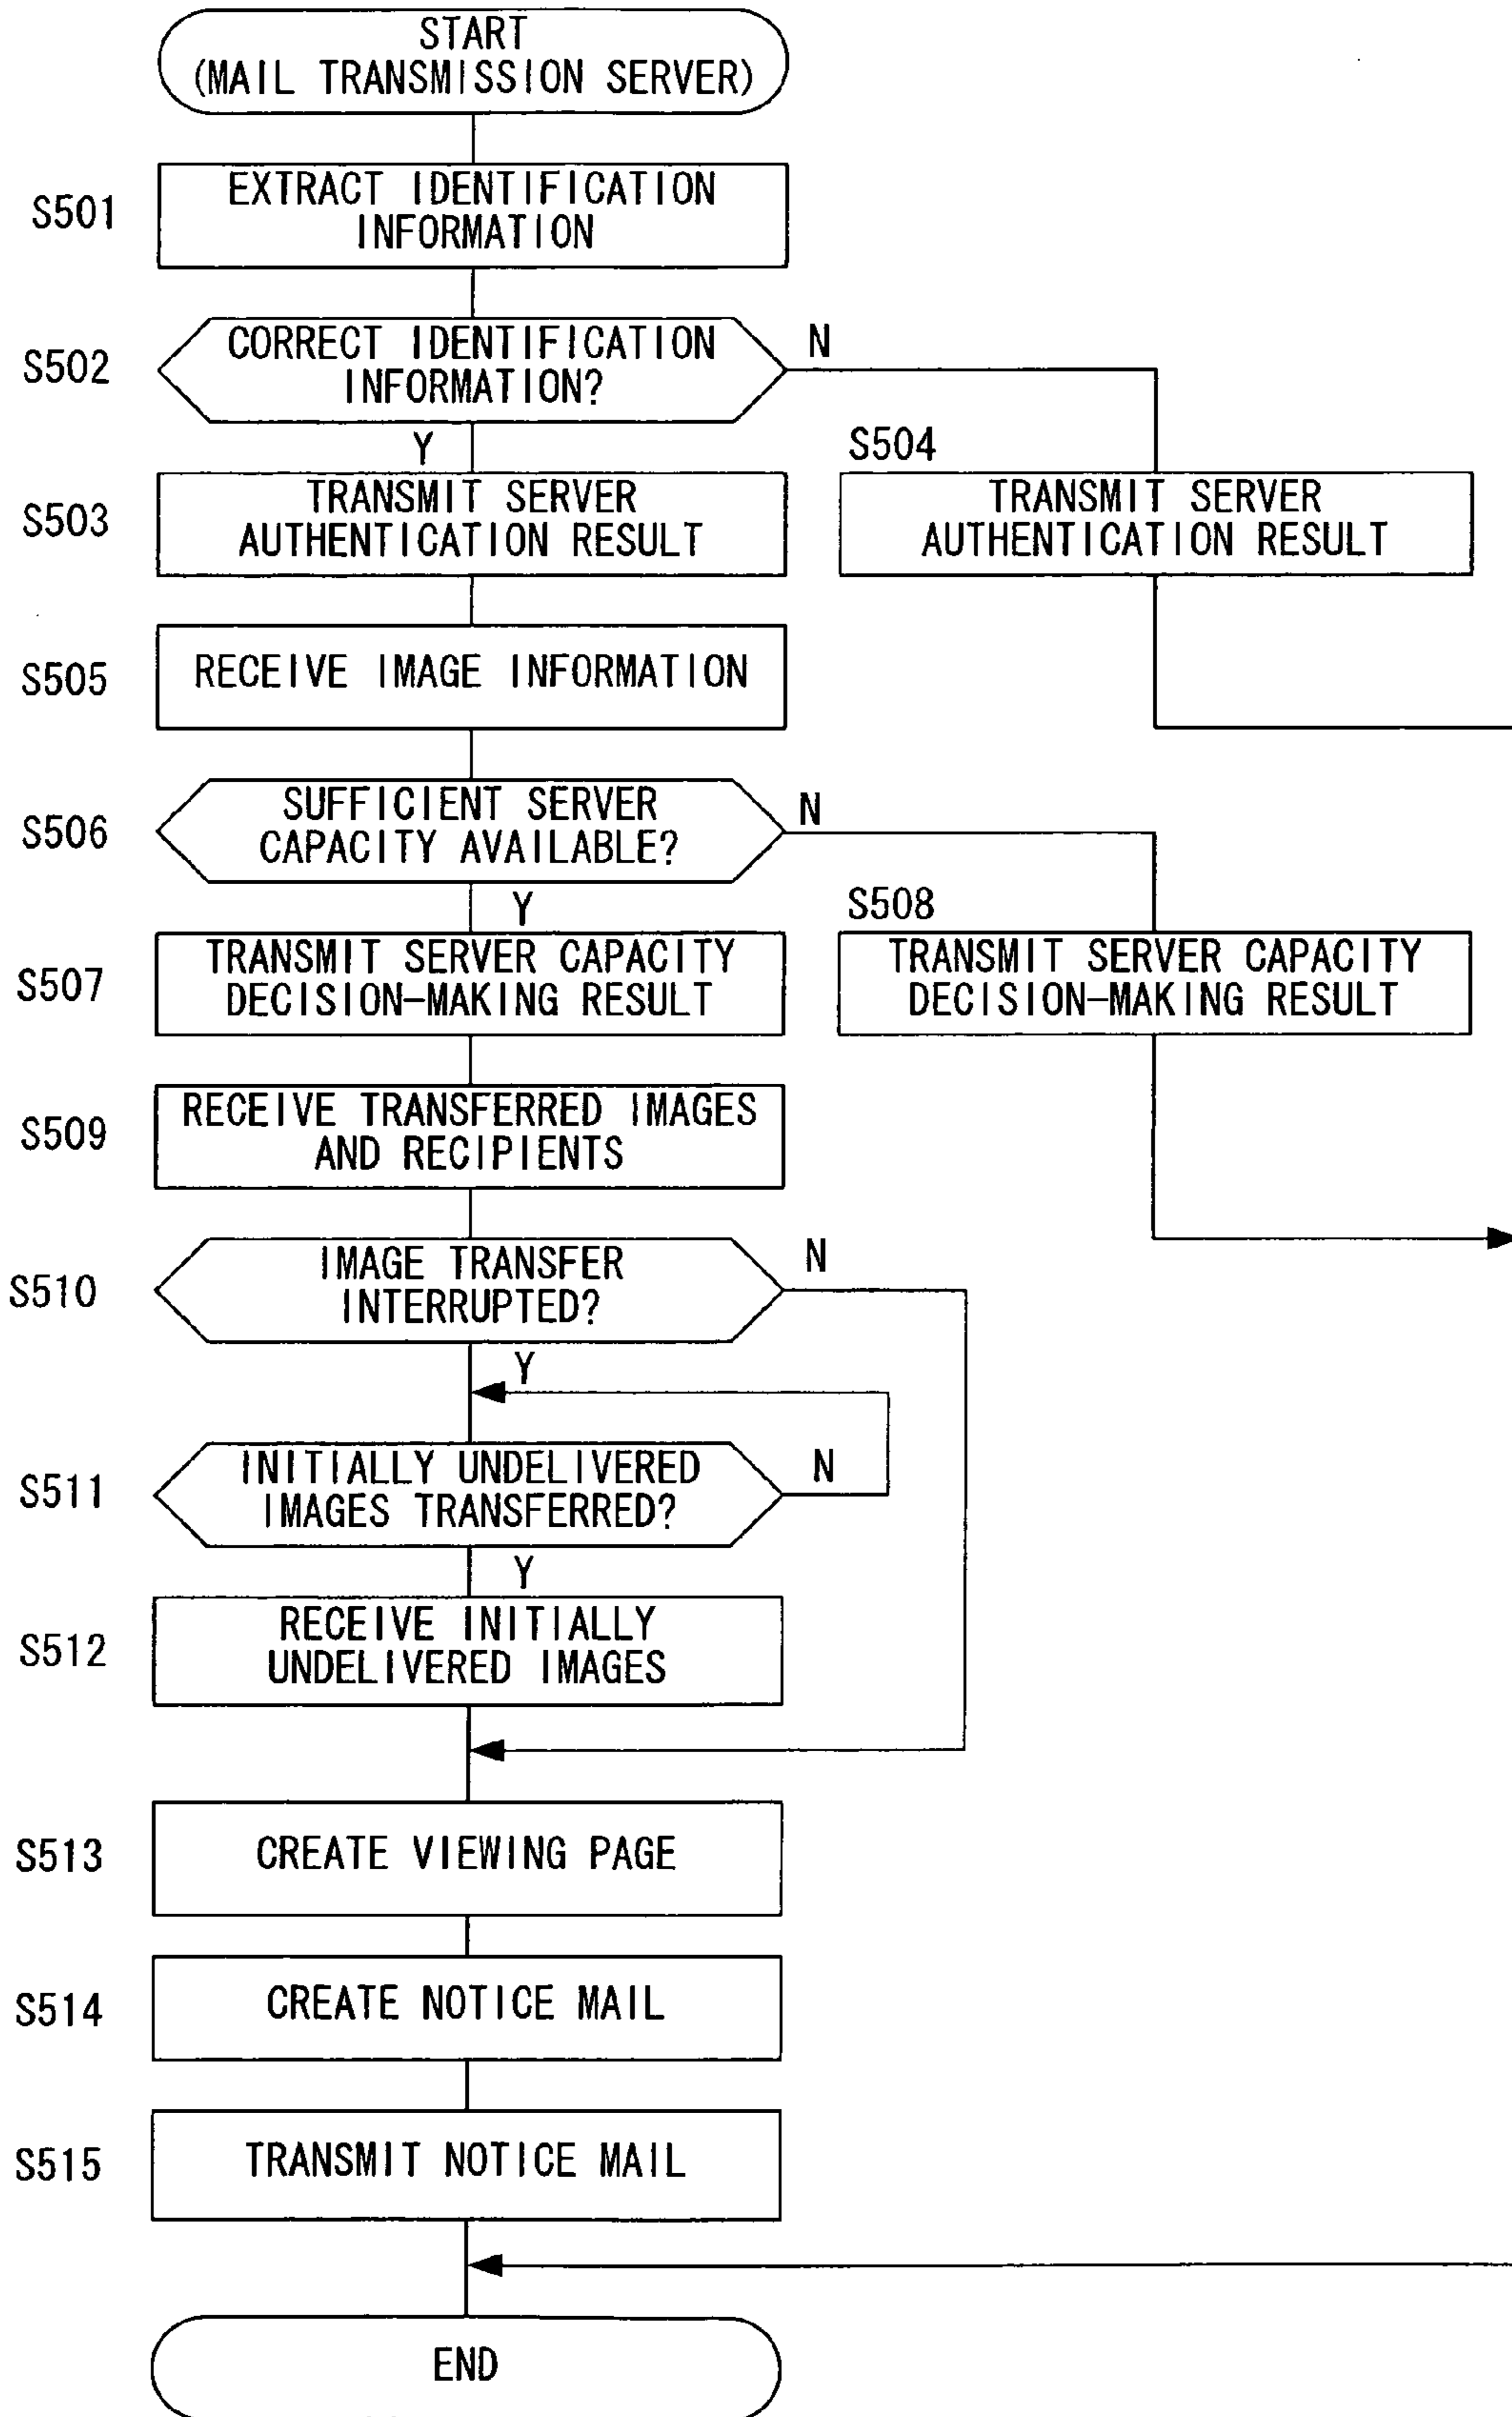 START
(MAIL TRANSMISSION SERVER)
S501
EXTRACT IDENTIFICATION
INFORMATION
S502
CORRECT IDENTIFICATION
INFORMATION?
N
Y
S503
TRANSMIT SERVER
AUTHENTICATION RESULT
S504
TRANSMIT SERVER
AUTHENTICATION RESULT
S505
RECEIVE IMAGE INFORMATION
S506
SUFFICIENT SERVER
CAPACITY AVAILABLE?
N
Y
S507
TRANSMIT SERVER CAPACITY
DECISION-MAKING RESULT
S508
TRANSMIT SERVER CAPACITY
DECISION-MAKING RESULT
S509
RECEIVE TRANSFERRED IMAGES
AND RECIPIENTS
S510
IMAGE TRANSFER
INTERRUPTED?
N
Y
S511
INITIALLY UNDELIVERED
IMAGES TRANSFERRED?
N
Y
S512
RECEIVE INITIALLY
UNDELIVERED IMAGES
S513
CREATE VIEWING PAGE
S514
CREATE NOTICE MAIL
S515
TRANSMIT NOTICE MAIL
END